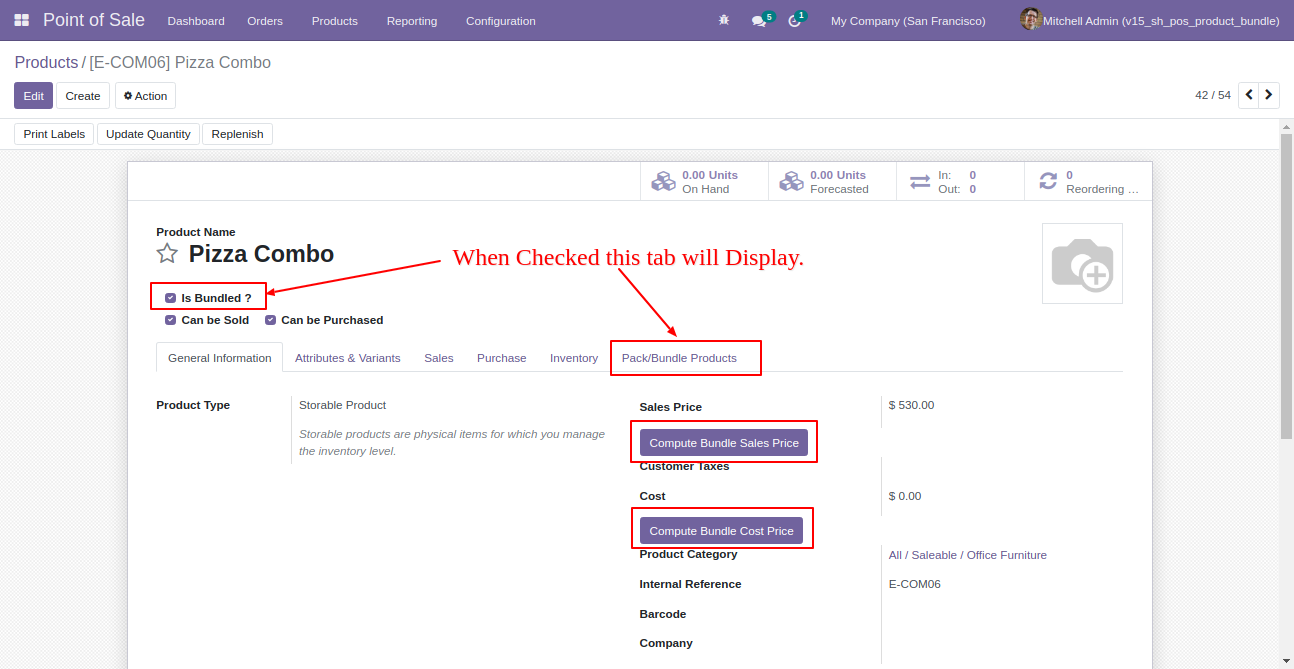 Point of Sale Dashboard Orders Products Reporting Configuration 5 1 My Company (San Francisco) Mitchell Admin (v15_sh_pos_product_bundle)
Products / [E-COM06] Pizza Combo
Edit Create Action 42 / 54
Print Labels Update Quantity Replenish
0.00 Units
On Hand
0.00 Units
Forecasted
In: 0
Out: 0
0
Reordering ...
Product Name
Pizza Combo
When Checked this tab will Display.
Is Bundled ?
Can be Sold Can be Purchased
General Information Attributes & Variants Sales Purchase Inventory Pack/Bundle Products
Product Type Storable Product
Storable products are physical items for which you manage
the inventory level.
Sales Price $ 530.00
Compute Bundle Sales Price
Customer Taxes
Cost $ 0.00
Compute Bundle Cost Price
Product Category All / Saleable / Office Furniture
Internal Reference E-COM06
Barcode
Company